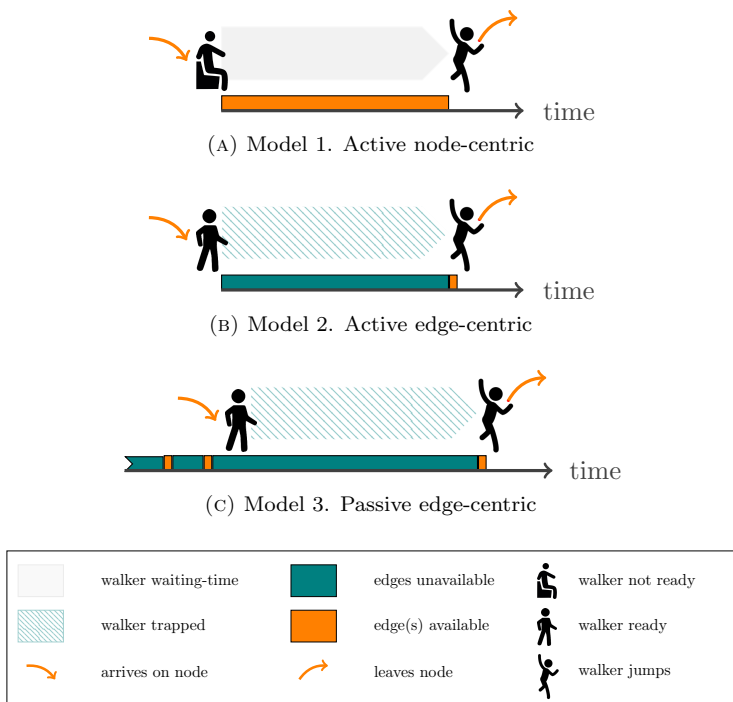 time
(A) Model 1. Active node-centric
time
(B) Model 2. Active edge-centric
time
(C) Model 3. Passive edge-centric
walker waiting-time edges unavailable walker not ready
walker trapped edge(s) available walker ready
arrives on node leaves node walker jumps